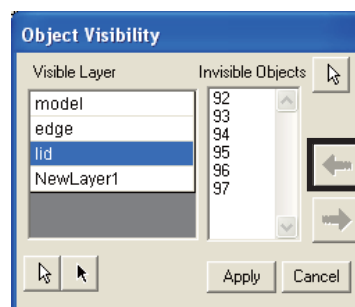 Object Visibility
Visible Layer
Invisible Objects
model
edge
lid
NewLayer1
92
93
94
95
96
97
Apply
Cancel